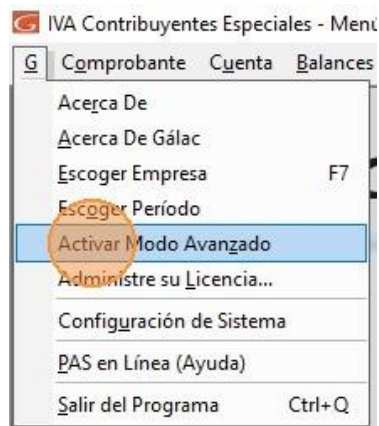 IVA Contribuyentes Especiales - Menú
G Comprobante Cuenta Balances
Acerca De
Acerca De Gálac
Escoger Empresa F7
Escoger Período
Activar Modo Avanzado
Administre su Licencia...
Configuración de Sistema
PAS en Línea (Ayuda)
Salir del Programa Ctrl+Q